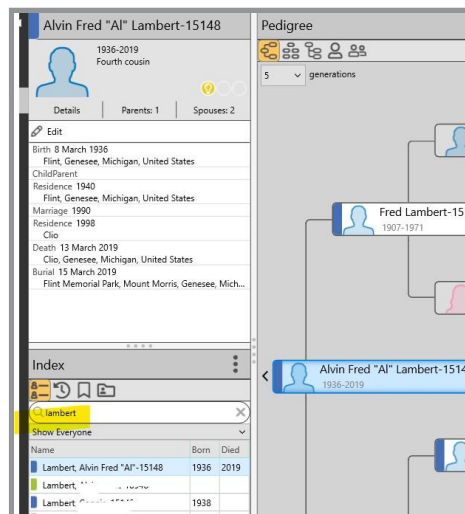 Alvin Fred "Al" Lambert-15148
1936-2019
Fourth cousin
Details
Parents: 1
Spouses: 2
Edit
Birth 8 March 1936
Flint, Genesee, Michigan, United States
ChildParent
Residence 1940
Flint, Genesee, Michigan, United States
Marriage 1990
Residence 1998
Clio
Death 13 March 2019
Clio, Genesee, Michigan, United States
Burial 15 March 2019
Flint Memorial Park, Mount Morris, Genesee, Mich...
Index
lambert
Show Everyone
Name Born Died
Lambert, Alvin Fred "Al"-15148 1936 2019
Lambert,
Lambert 1938
Pedigree
5 generations
Fred Lambert-15
1907-1971
Alvin Fred "Al" Lambert-1514
1936-2019